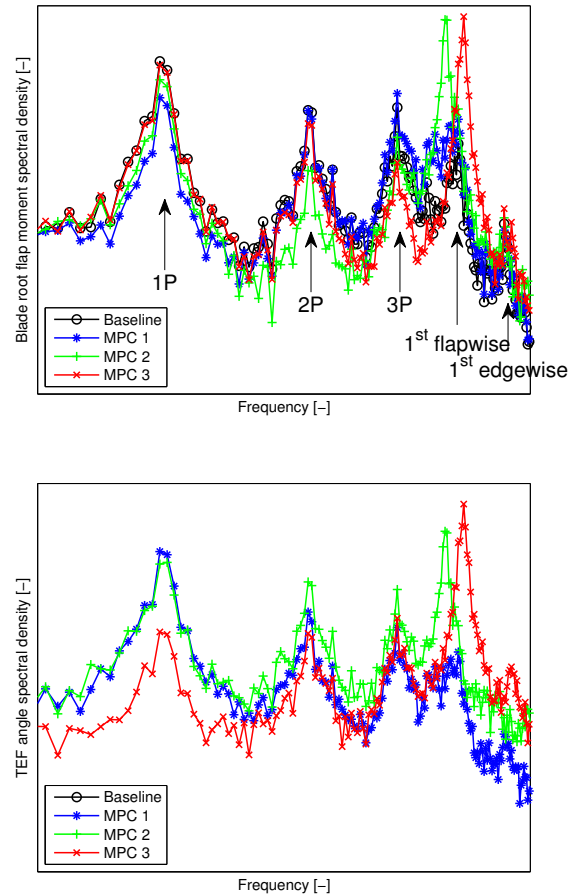 Blade root flap moment spectral density [−]
1P
2P
3P
1st flapwise
1st edgewise
Baseline
MPC 1
MPC 2
MPC 3
Frequency [−]
TEF angle spectral density [−]
Baseline
MPC 1
MPC 2
MPC 3
Frequency [−]